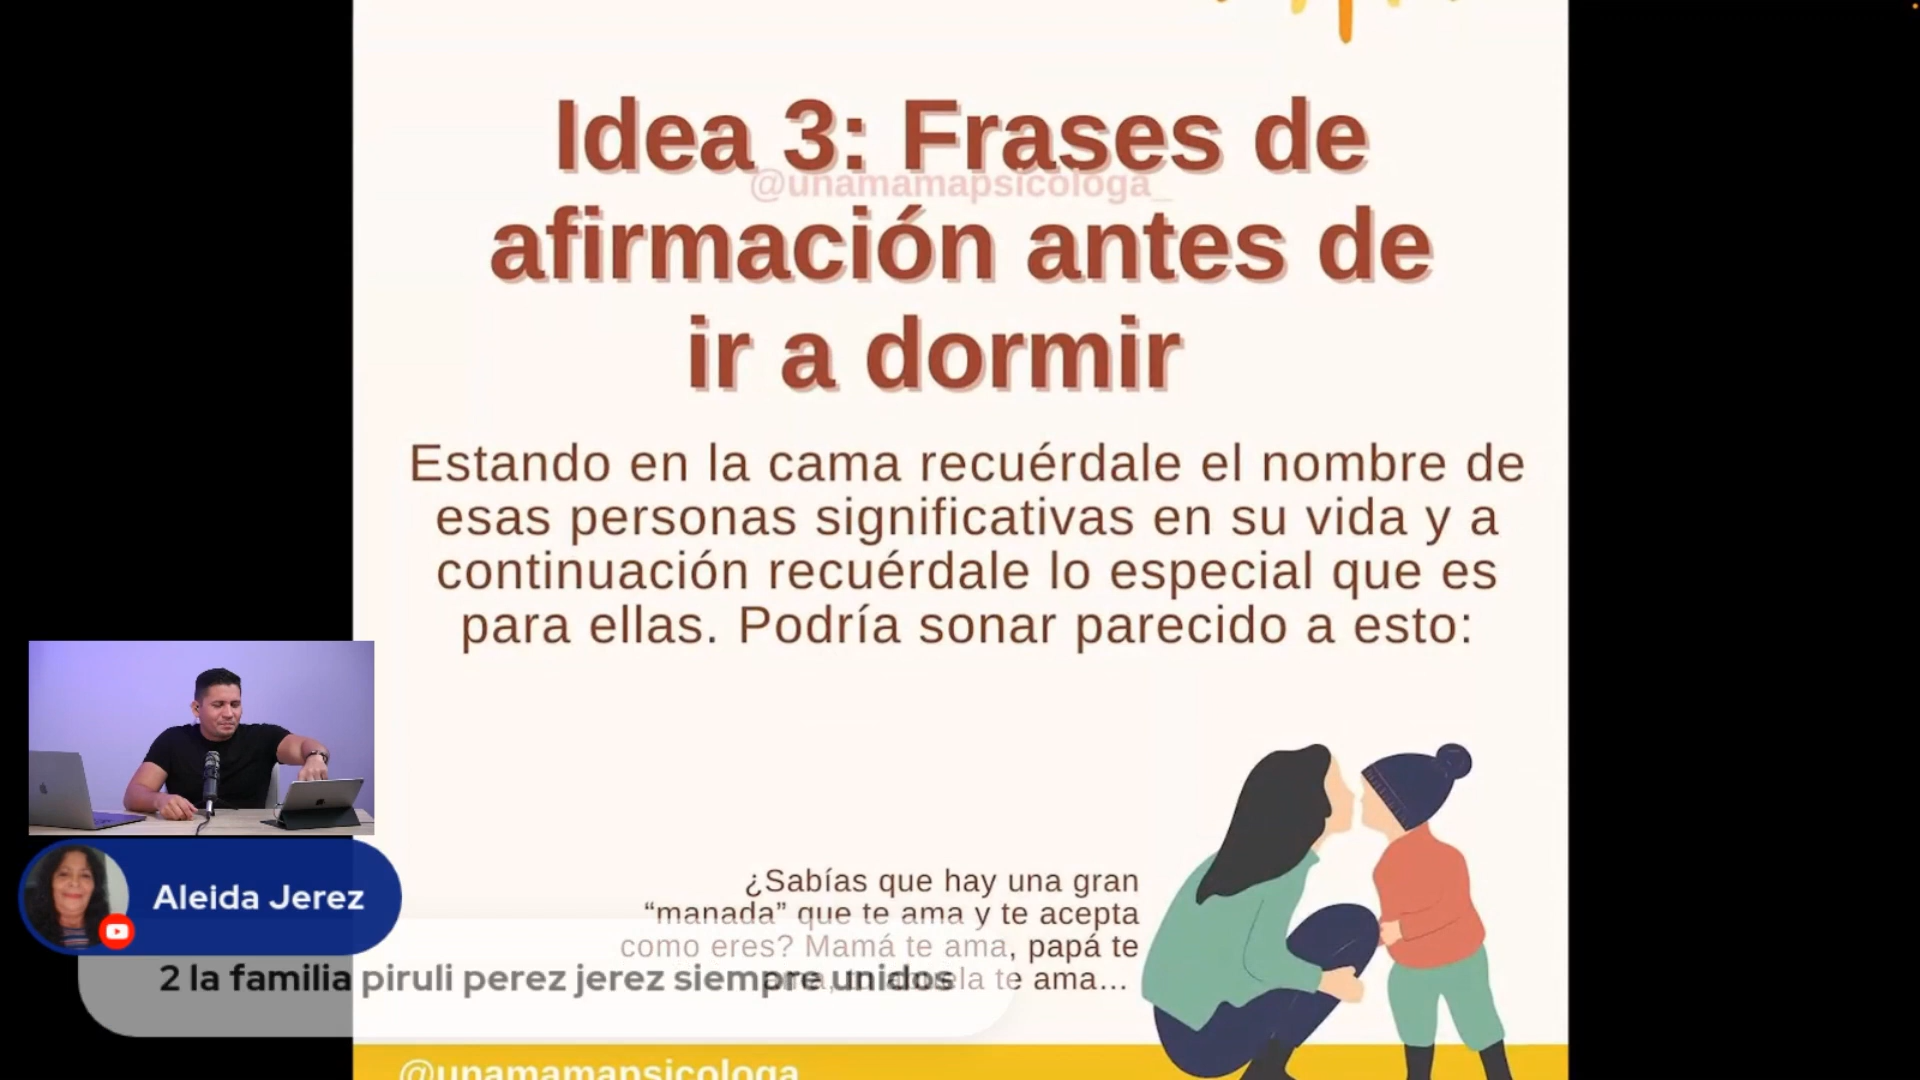 Idea 3: Frases de
@unamamapsicologa_
afirmación antes de
ir a dormir
Estando en la cama recuérdale el nombre de
esas personas significativas en su vida y a
continuación recuérdale lo especial que es
para ellas. Podría sonar parecido a esto:
¿Sabías que hay una gran
“manada” que te ama y te acepta
como eres? Mamá te ama, papá te
te ama...
Aleida Jerez
2 la familia piruli perez jerez siempre unidos
@unamamapsicologa